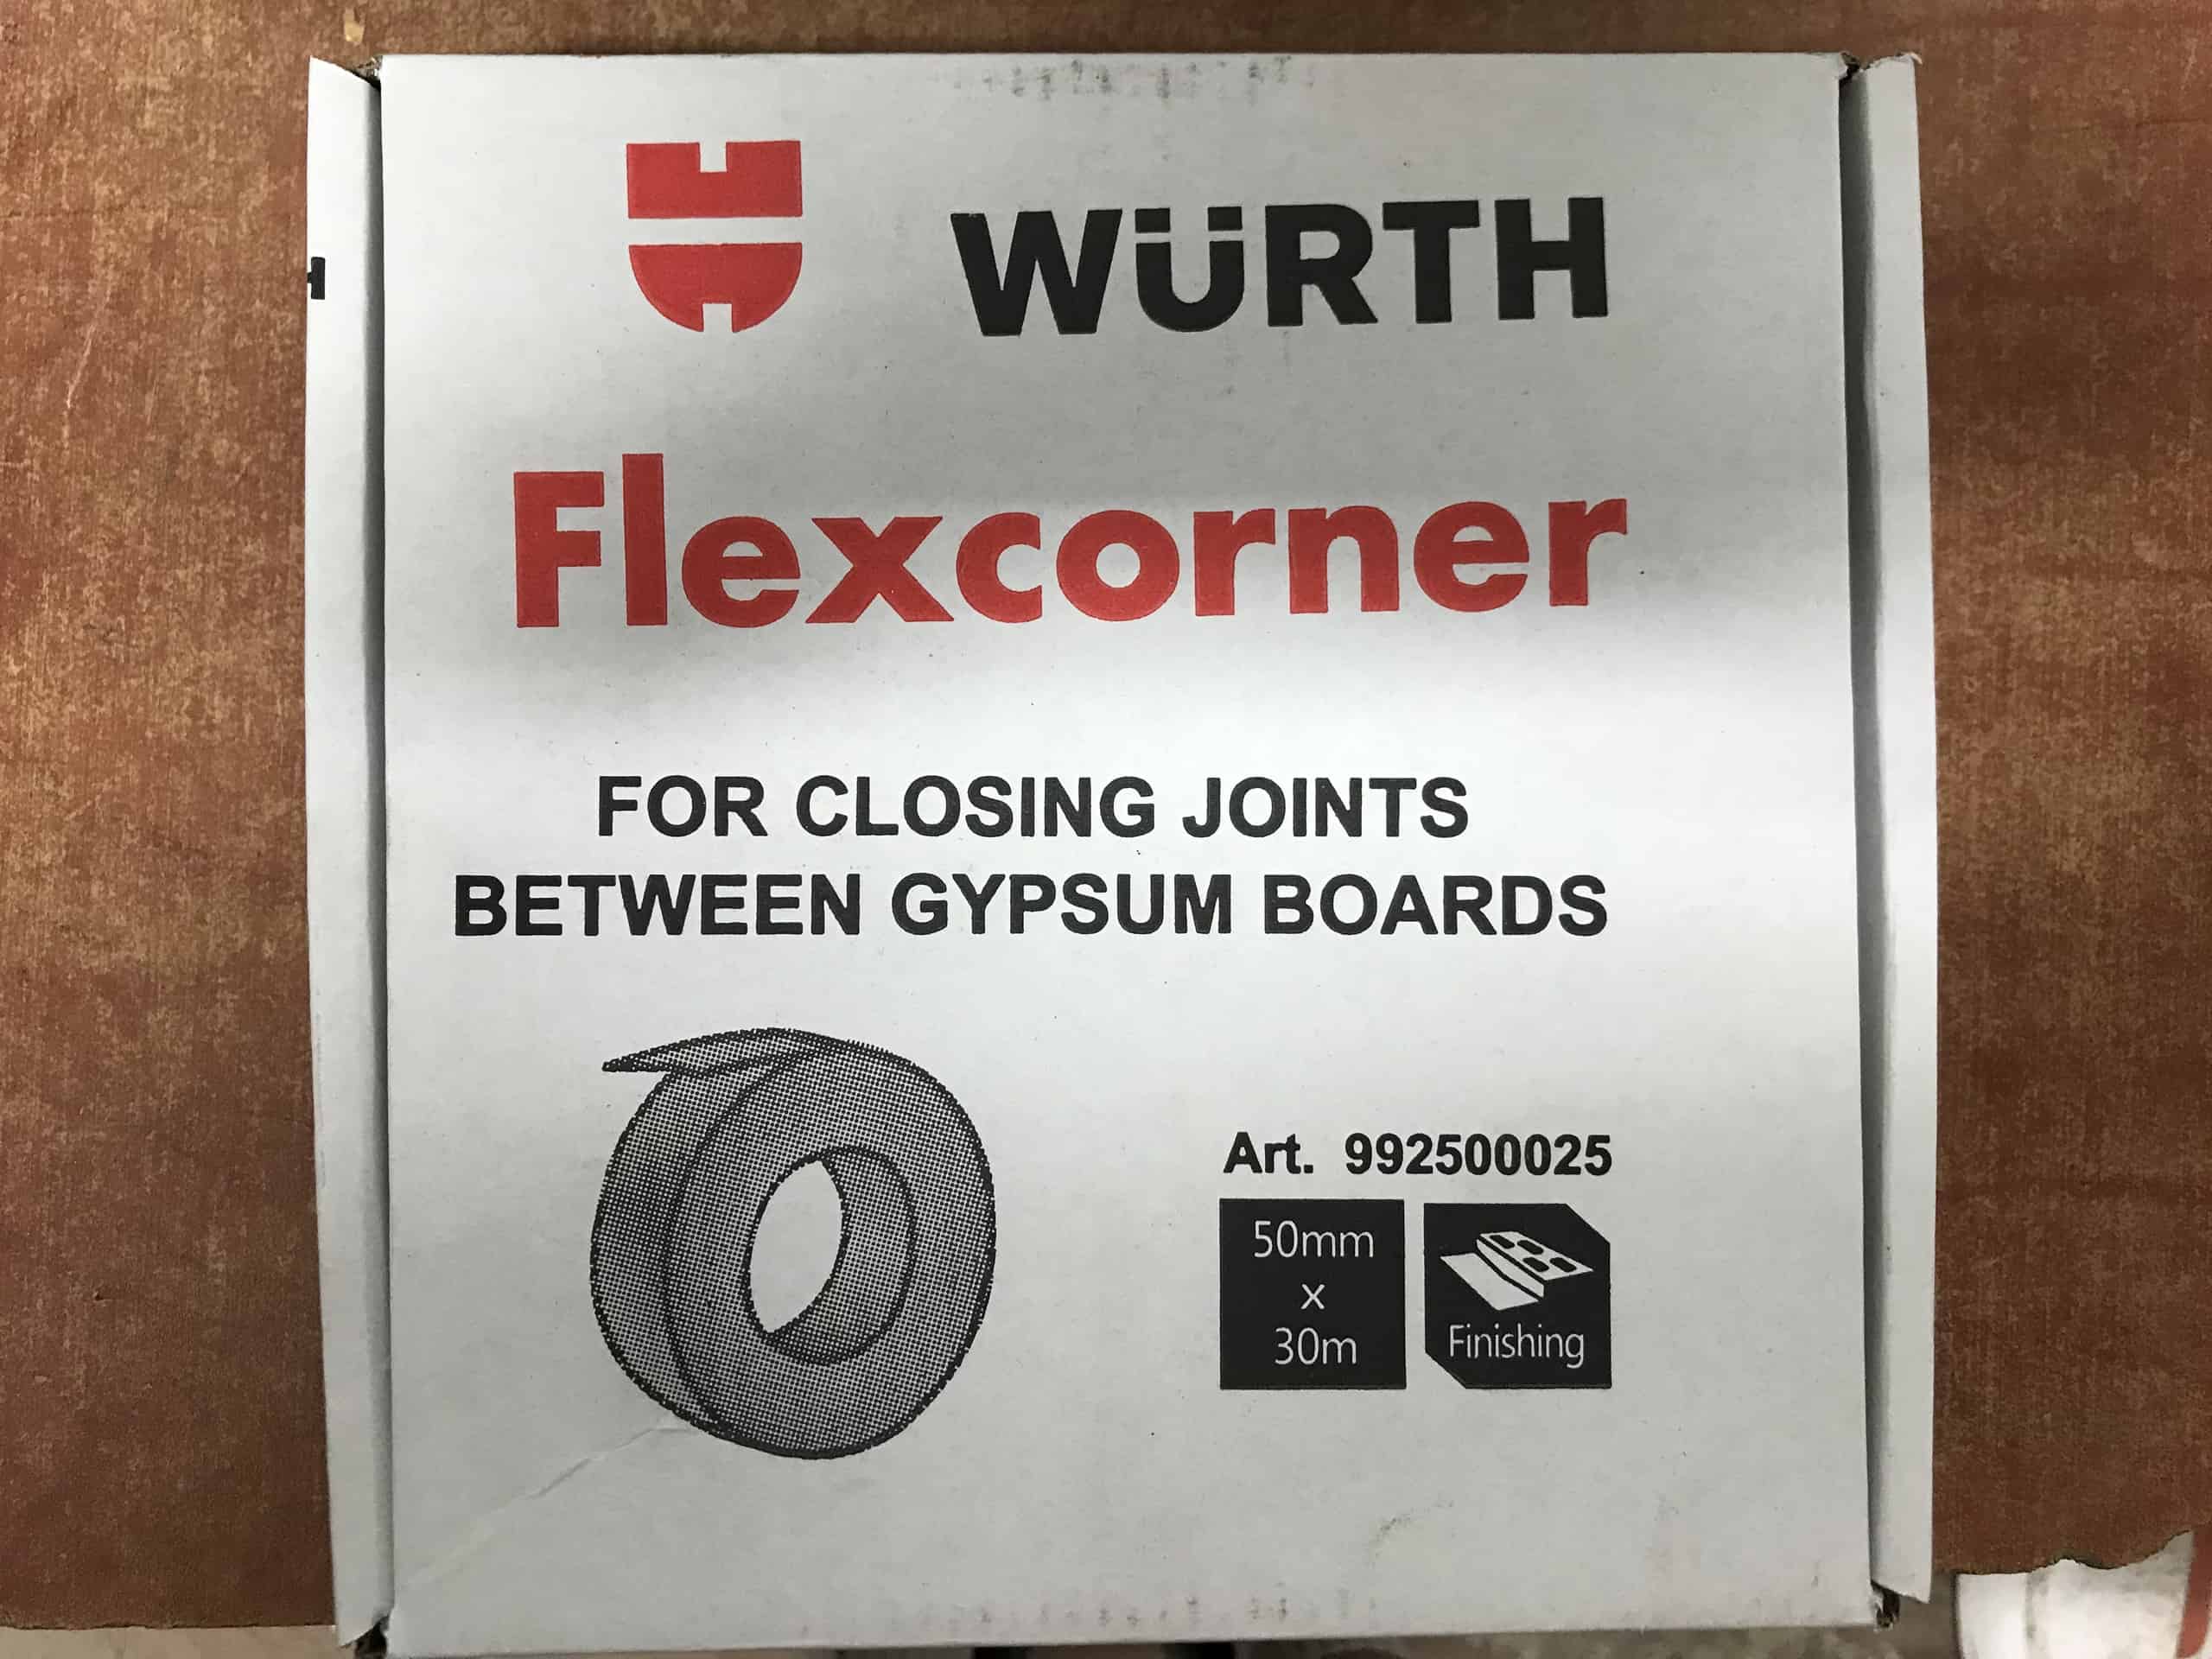 WÜRTH
Flexcorner
FOR CLOSING JOINTS
BETWEEN GYPSUM BOARDS
Art. 992500025
50mm
x
30m
Finishing
H